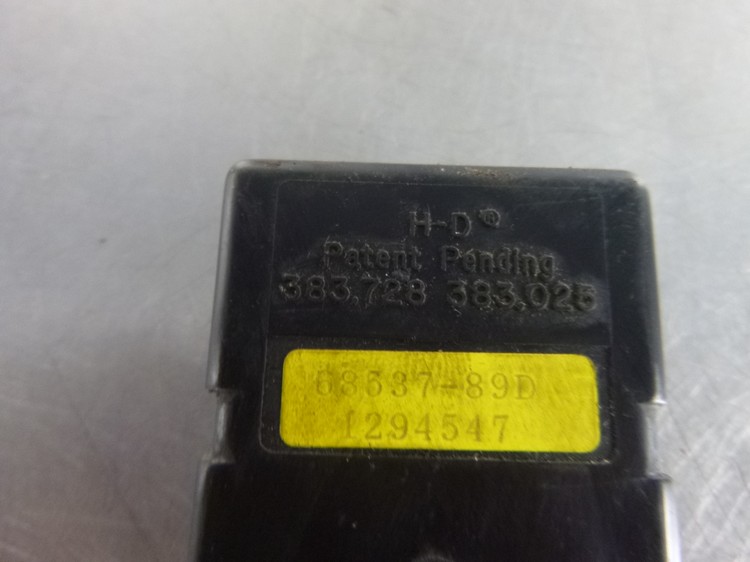 H-D®
Patent Pending
383,728 383,025
68537-89D
1294547